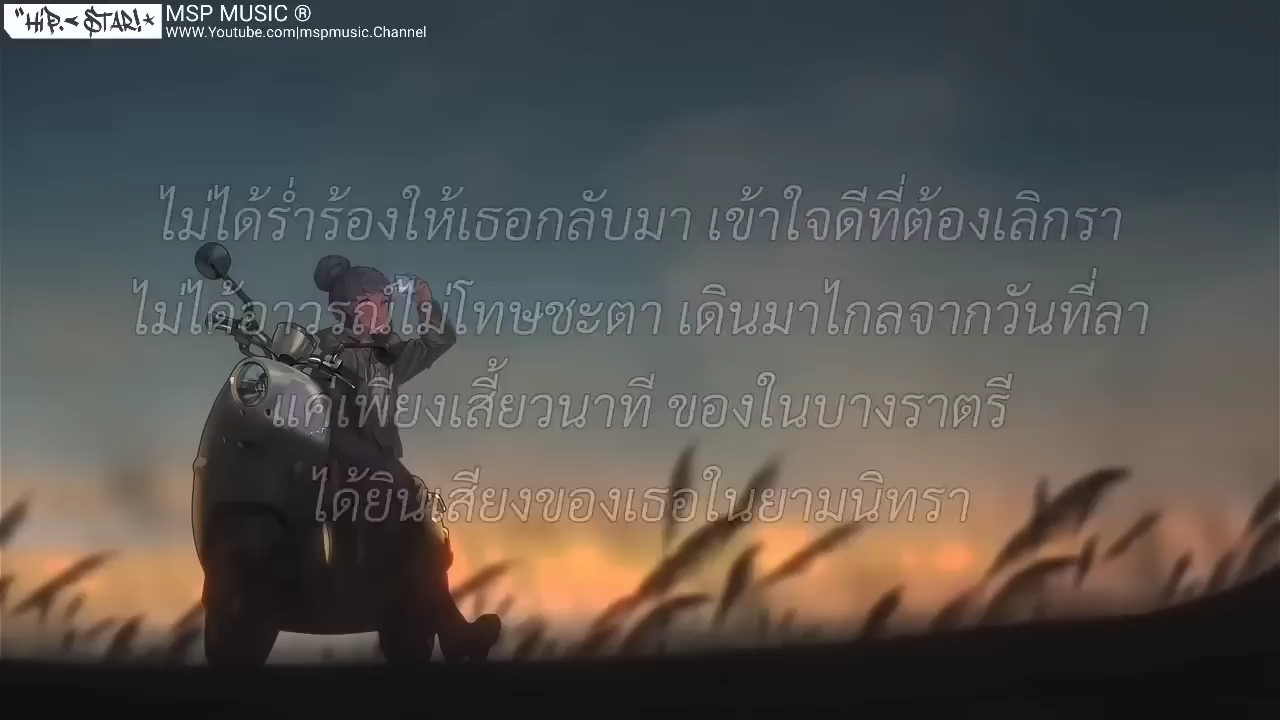 "HiP. < STAR! *
MSP MUSIC ®
www.Youtube.com|mspmusic.Channel
ไม่ได้ร่ำร้องให้เธอกลับมา เข้าใจดีที่ต้องเลิกรา
ไม่ได้อาวรณ์ไม่โทษชะตา เดินมาไกลจากวันที่ลา
แค่เพียงเสี้ยวนาที ของในบางราตรี
ได้ยินเสียงของเธอในยามนิทรา